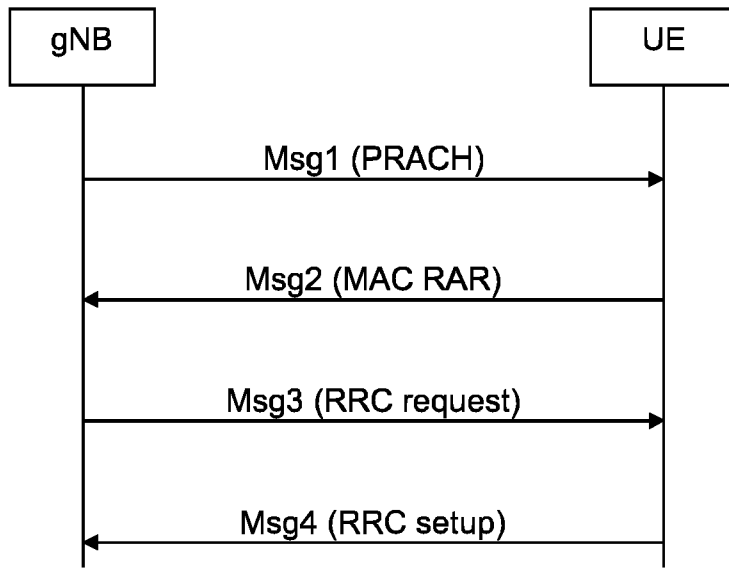 gNB
UE
Msg1 (PRACH)
Msg2 (MAC RAR)
Msg3 (RRC request)
Msg4 (RRC setup)